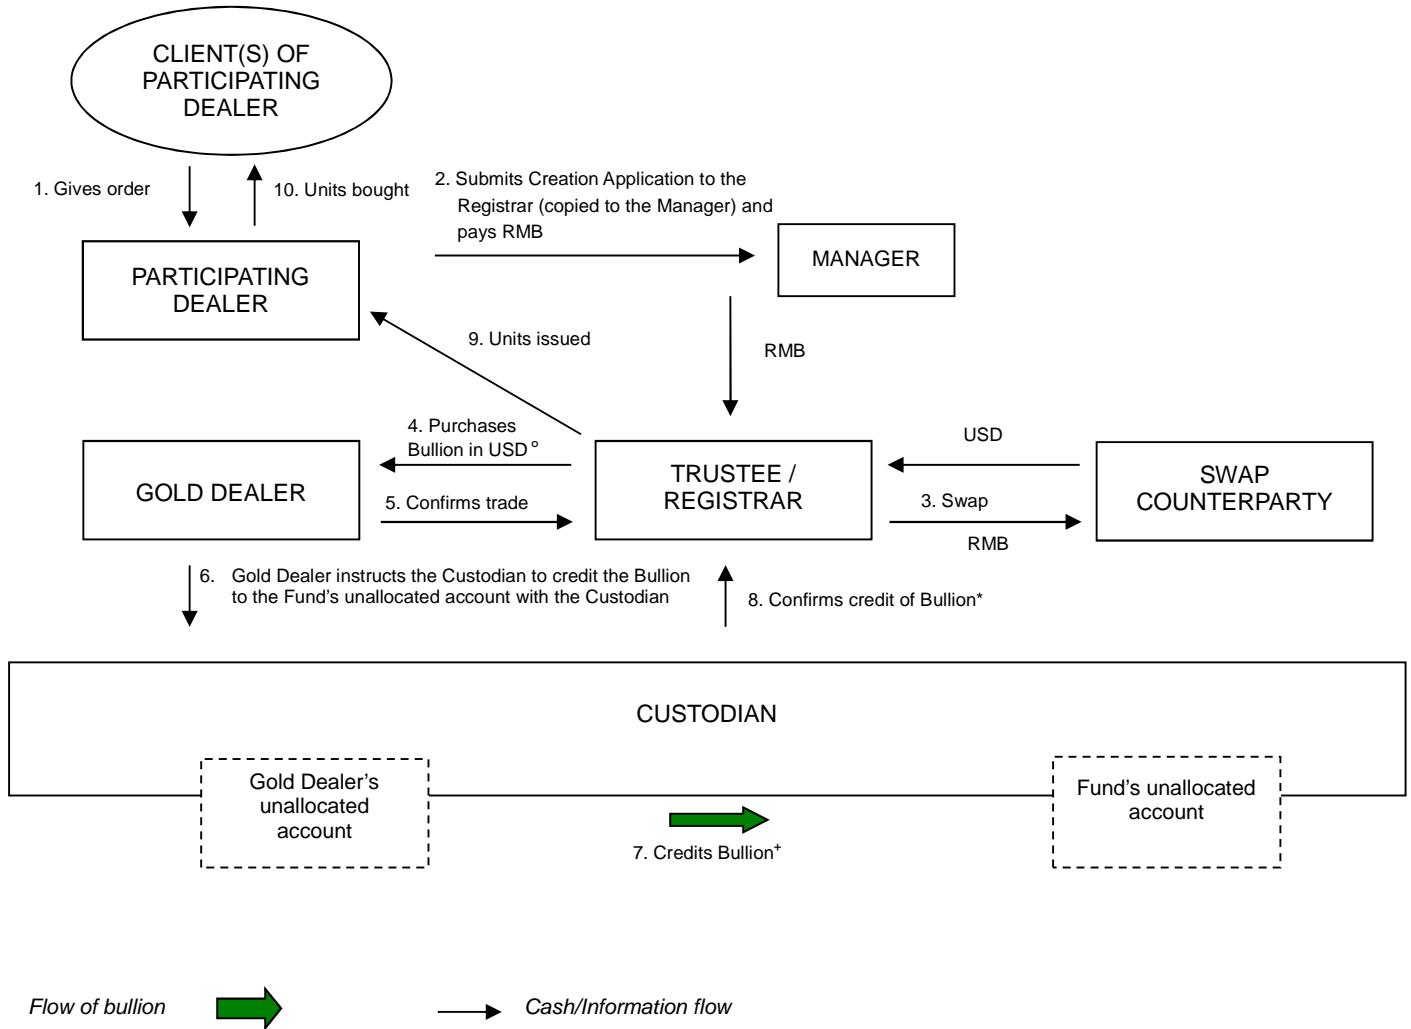 CLIENT(S) OF
PARTICIPATING
DEALER
1. Gives order
10. Units bought
2. Submits Creation Application to the
Registrar (copied to the Manager) and
pays RMB
MANAGER
PARTICIPATING
DEALER
9. Units issued
RMB
4. Purchases
Bullion in USD°
USD
GOLD DEALER
TRUSTEE /
REGISTRAR
SWAP
COUNTERPARTY
5. Confirms trade
3. Swap
RMB
6. Gold Dealer instructs the Custodian to credit the Bullion
to the Fund's unallocated account with the Custodian
8. Confirms credit of Bullion*
CUSTODIAN
Gold Dealer's
unallocated
account
Fund's unallocated
account
7. Credits Bullion⁺
Flow of bullion
Cash/Information flow